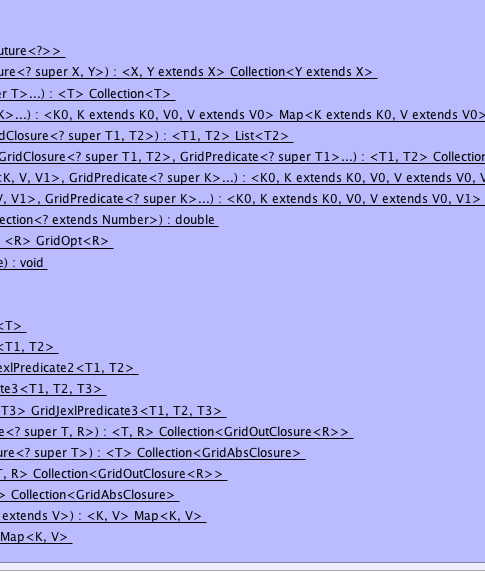 uture<?>>
ure<? super X, Y>) : <X, Y extends X> Collection<Y extends X>
er T>...) : <T> Collection<T>
K>...) : <K0, K extends K0, V0, V extends V0> Map<K extends K0, V extends V0>
idClosure<? super T1, T2>) : <T1, T2> List<T2>
GridClosure<? super T1, T2>, GridPredicate<? super T1>...) : <T1, T2> Collection
<K, V, V1>, GridPredicate<? super K>...) : <K0, K extends K0, V0, V extends V0, V
V, V1>, GridPredicate<? super K>...) : <K0, K extends K0, V0, V extends V0, V1>
lection<? extends Number>) : double
<R> GridOpt<R>
e) : void
<T>
<T1, T2>
exlPredicate2<T1, T2>
ate3<T1, T2, T3>
T3> GridJexlPredicate3<T1, T2, T3>
e<? super T, R>) : <T, R> Collection<GridOutClosure<R>>
ure<? super T>) : <T> Collection<GridAbsClosure>
T, R> Collection<GridOutClosure<R>>
> Collection<GridAbsClosure>
extends V>) : <K, V> Map<K, V>
Map<K, V>